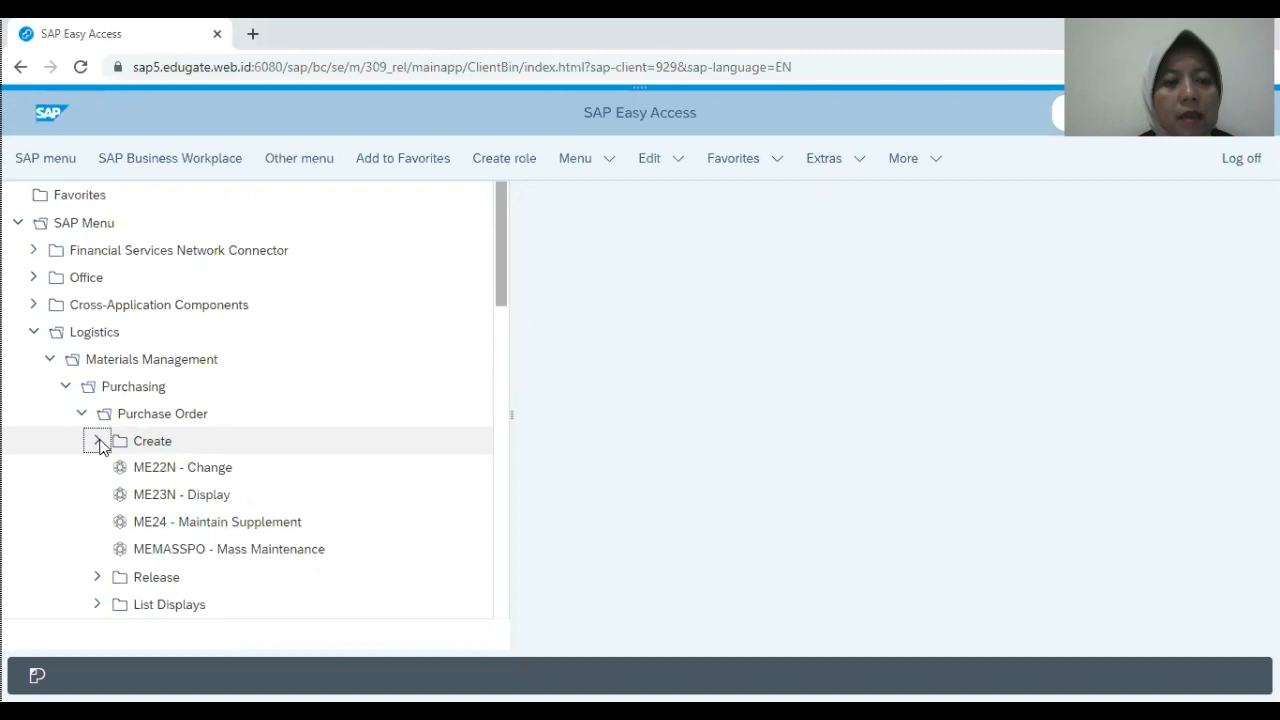 SAP Easy Access
sap5.edugate.web.id:6080/sap/bc/se/m/309_rel/mainapp/ClientBin/index.html?sap-client=929&sap-language=EN
SAP
SAP Easy Access
SAP menu SAP Business Workplace Other menu Add to Favorites Create role Menu Edit Favorites Extras More Log off
Favorites
SAP Menu
Financial Services Network Connector
Office
Cross-Application Components
Logistics
Materials Management
Purchasing
Purchase Order
Create
ME22N - Change
ME23N - Display
ME24 - Maintain Supplement
MEMASSPO - Mass Maintenance
Release
List Displays